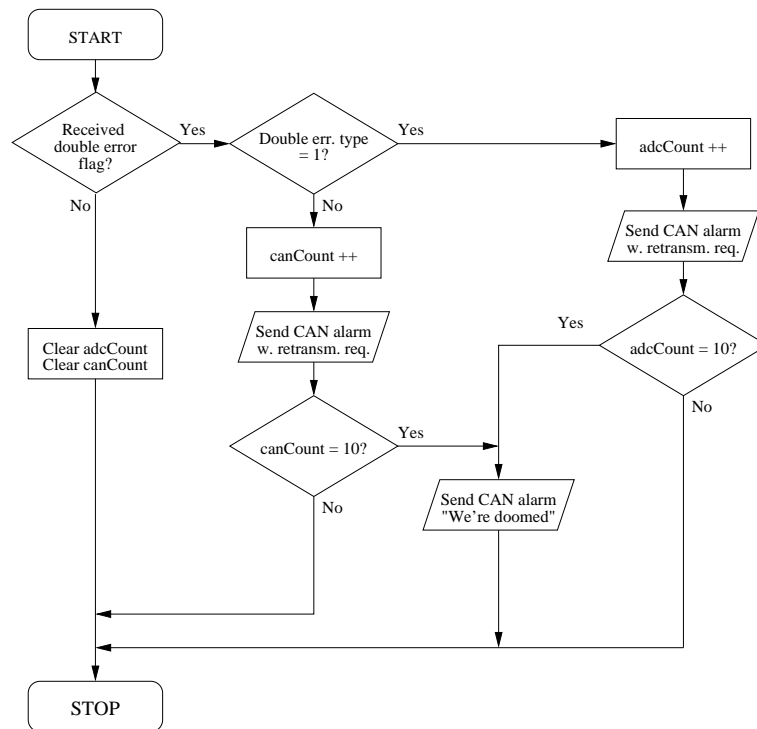 START
Received
double error
flag?
Yes
No
Double err. type
= 1?
Yes
No
adcCount ++
Send CAN alarm
w. retransm. req.
canCount ++
Send CAN alarm
w. retransm. req.
Clear adcCount
Clear canCount
adcCount = 10?
Yes
No
canCount = 10?
Yes
No
Send CAN alarm
"We're doomed"
STOP